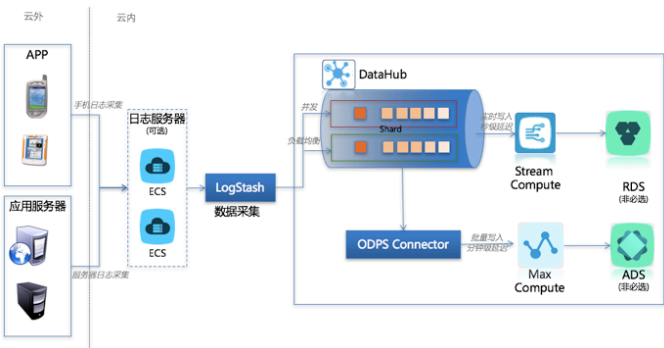 云外
云内
APP
手机日志采集
应用服务器
服务器日志采集
日志服务器
(可选)
ECS
ECS
LogStash
数据采集
并发
负载均衡
DataHub
Shard
实时写入
秒级延迟
Stream
Compute
RDS
(非必选)
ODPS Connector
批量写入
分钟级延迟
Max
Compute
ADS
(非必选)